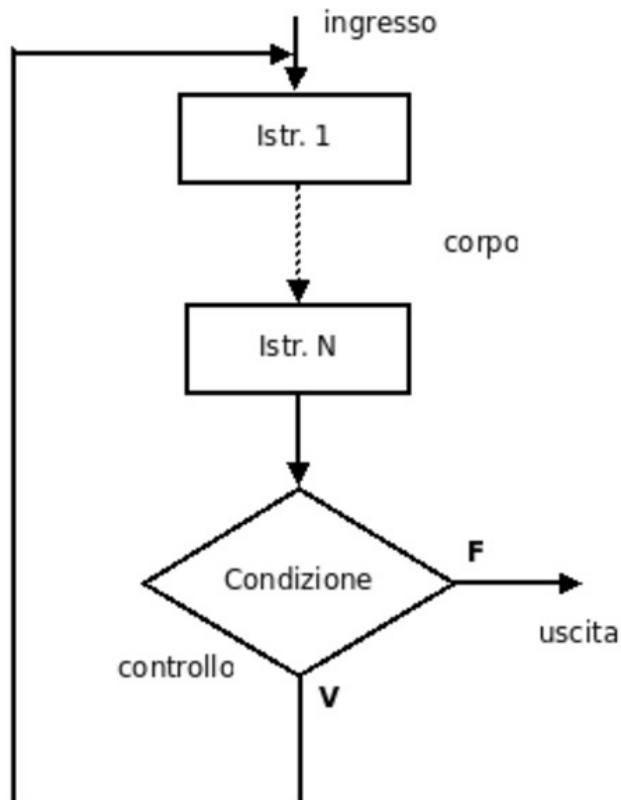 ingresso
Istr. 1
corpo
Istr. N
Condizione
F
uscita
controllo
V